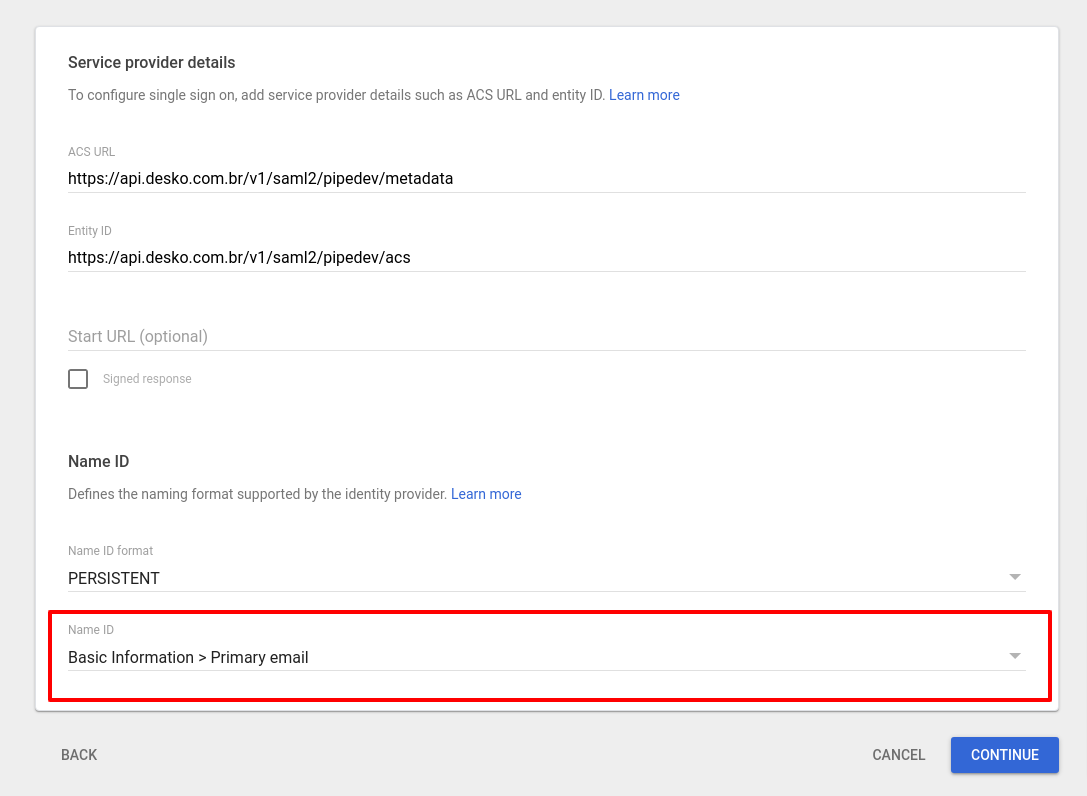 Service provider details
To configure single sign on, add service provider details such as ACS URL and entity ID. Learn more
ACS URL
https://api.desko.com.br/v1/saml2/pipedev/metadata
Entity ID
https://api.desko.com.br/v1/saml2/pipedev/acs
Start URL (optional)
Signed response
Name ID
Defines the naming format supported by the identity provider. Learn more
Name ID format
PERSISTENT
Name ID
Basic Information > Primary email
BACK CANCEL CONTINUE